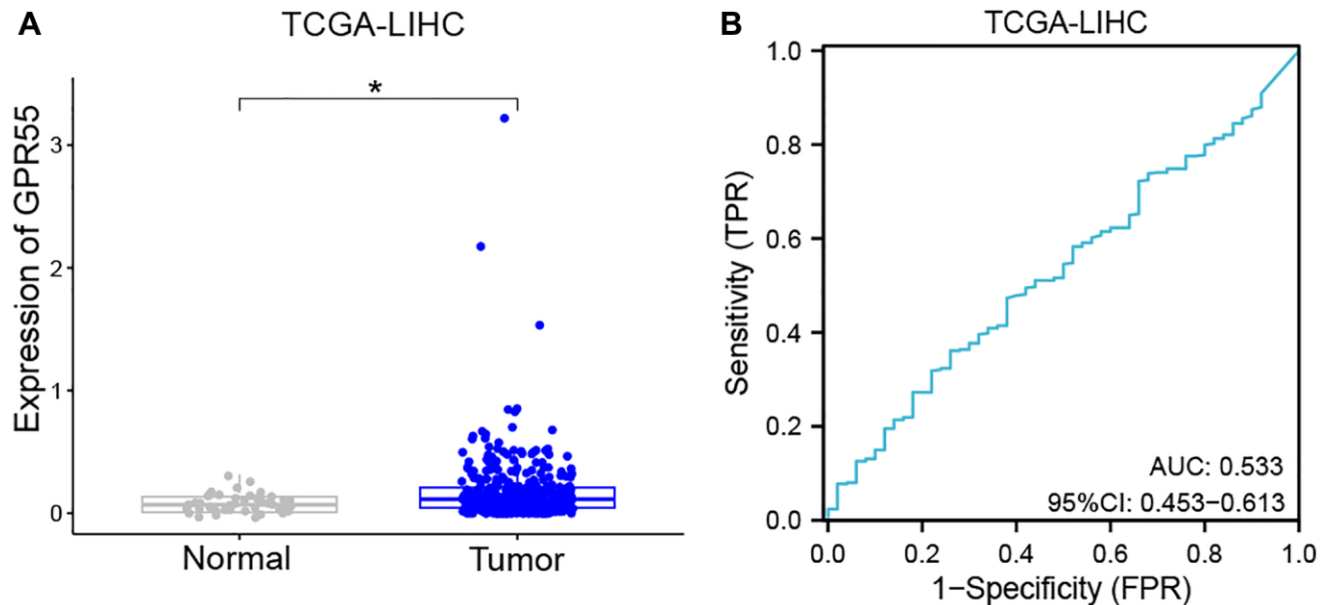 A
TCGA-LIHC
*
Expression of GPR55
3
2
1
0
Normal
Tumor
B
TCGA-LIHC
Sensitivity (TPR)
1.0
0.8
0.6
0.4
0.2
0.0
AUC: 0.533
95%CI: 0.453−0.613
0.0 0.2 0.4 0.6 0.8 1.0
1−Specificity (FPR)